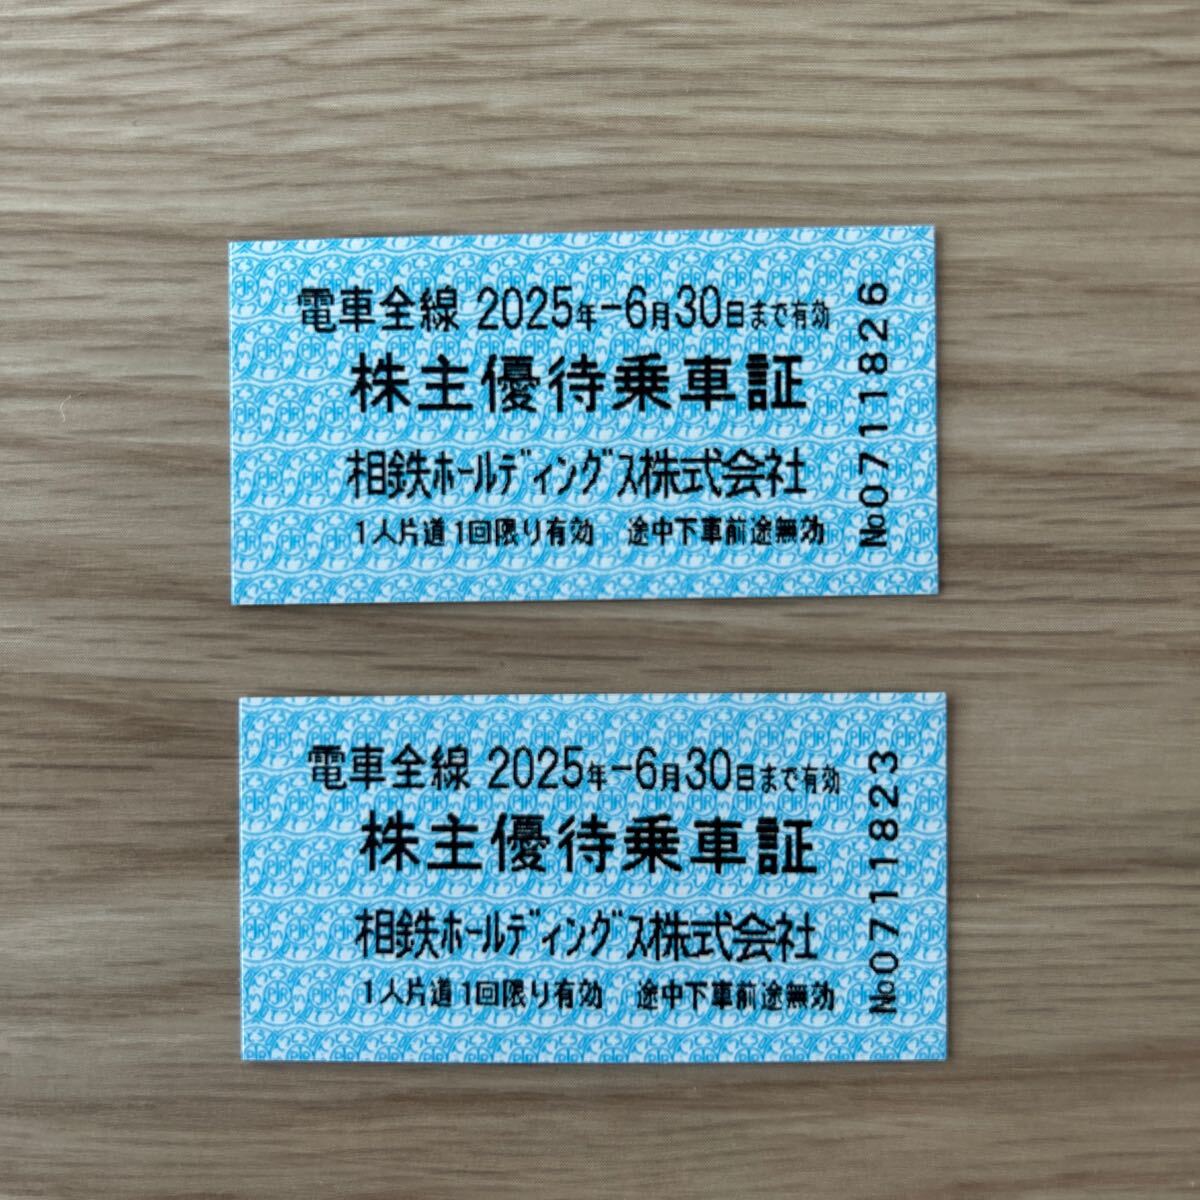 電車全線 2025年-6月30日まで有効
株主優待乗車証
相鉄ホールディングス株式会社
1人片道1回限り有効　途中下車前途無効
№0711826
電車全線 2025年-6月30日まで有効
株主優待乗車証
相鉄ホールディングス株式会社
1人片道1回限り有効　途中下車前途無効
№0711823